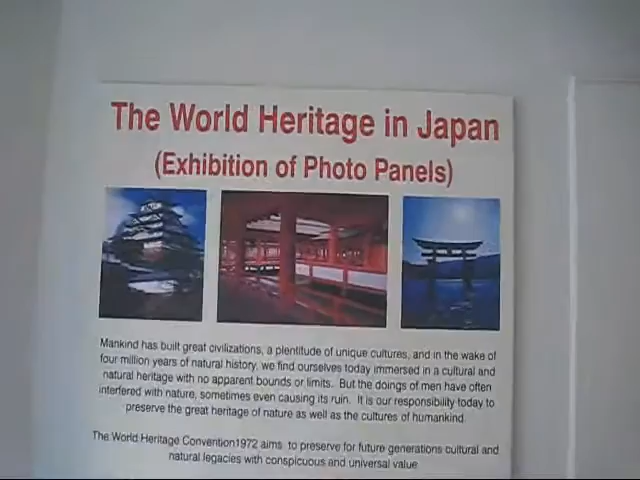 The World Heritage in Japan
(Exhibition of Photo Panels)
Mankind has built great civilizations, a plentitude of unique cultures, and in the wake of
four million years of natural history, we find ourselves today immersed in a cultural and
natural heritage with no apparent bounds or limits. But the doings of men have often
interfered with nature, sometimes even causing its ruin. It is our responsibility today to
preserve the great heritage of nature as well as the cultures of humankind.
The World Heritage Convention1972 aims to preserve for future generations cultural and
natural legacies with conspicuous and universal value